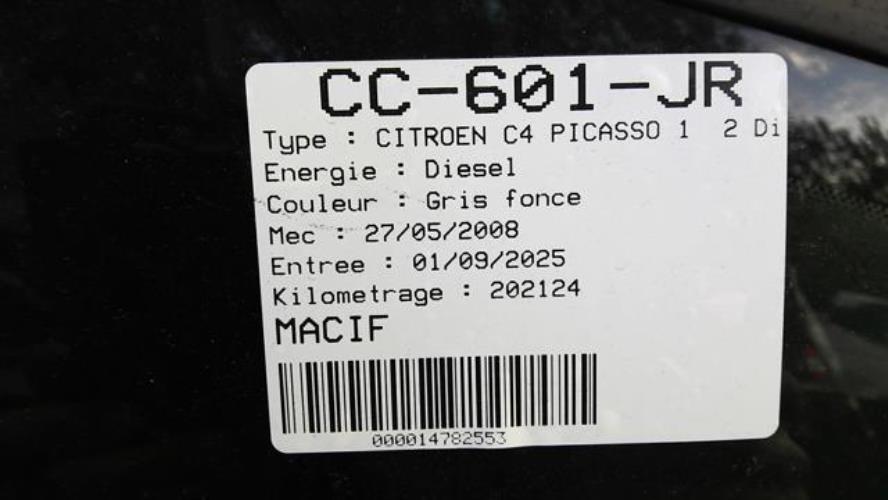 CC-601-JR
Type : CITROEN C4 PICASSO 1 2 Di
Energie : Diesel
Couleur : Gris fonce
Mec : 27/05/2008
Entree : 01/09/2025
Kilometrage : 202124
MACIF
000014782553